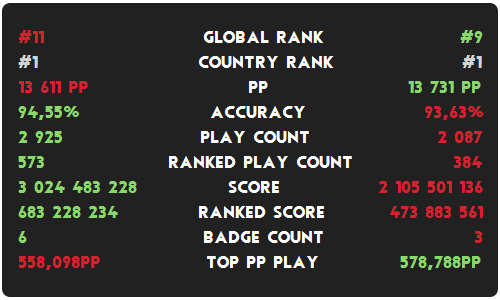 #11 GLOBAL RANK #9
#1 COUNTRY RANK #1
13 611 PP PP 13 731 PP
94,55% ACCURACY 93,63%
2 925 PLAY COUNT 2 087
573 RANKED PLAY COUNT 384
3 024 483 228 SCORE 2 105 501 136
683 228 234 RANKED SCORE 473 883 561
6 BADGE COUNT 3
558,098PP TOP PP PLAY 578,788PP